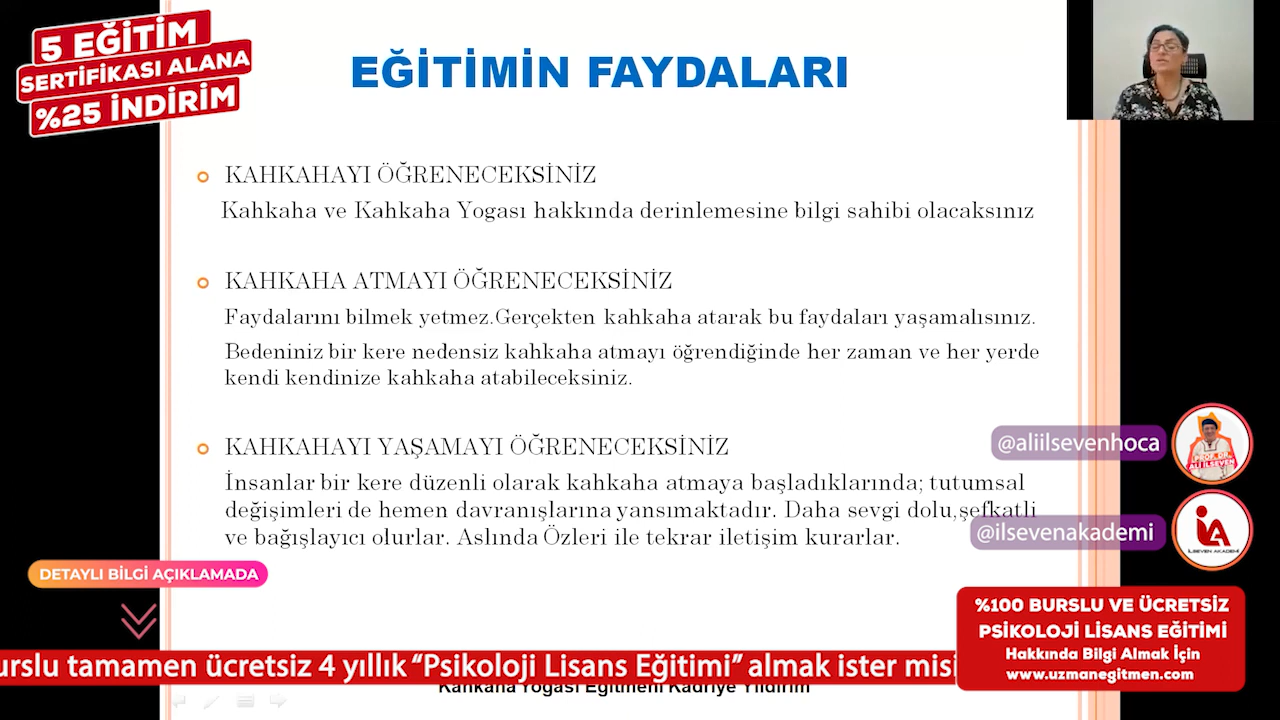 5 EĞİTİM
SERTİFİKASI ALANA
%25 İNDİRİM
EĞİTİMİN FAYDALARI
KAHKAHAYI ÖĞRENECEKSİNİZ
Kahkaha ve Kahkaha Yogası hakkında derinlemesine bilgi sahibi olacaksınız
KAHKAHA ATMAYI ÖĞRENECEKSİNİZ
Faydalarını bilmek yetmez.Gerçekten kahkaha atarak bu faydaları yaşamalısınız.
Bedeniniz bir kere nedensiz kahkaha atmayı öğrendiğinde her zaman ve her yerde
kendi kendinize kahkaha atabileceksiniz.
KAHKAHAYI YAŞAMAYI ÖĞRENECEKSİNİZ
İnsanlar bir kere düzenli olarak kahkaha atmaya başladıklarında; tutumsal
değişimleri de hemen davranışlarına yansımaktadır. Daha sevgi dolu,şefkatli
ve bağışlayıcı olurlar. Aslında Özleri ile tekrar iletişim kurarlar.
@aliilsevenhoca
PROF. DR.
ALİ İLSEVEN
@ilsevenakademi
İLSEVEN AKADEMİ
DETAYLI BİLGİ AÇIKLAMADA
%100 BURSLU VE ÜCRETSİZ
PSİKOLOJİ LİSANS EĞİTİMİ
Hakkında Bilgi Almak İçin
www.uzmanegitmen.com
urslu tamamen ücretsiz 4 yıllık “Psikoloji Lisans Eğitimi” almak ister misi
Kahkaha Yogası Eğitmeni Kadriye Yıldırım